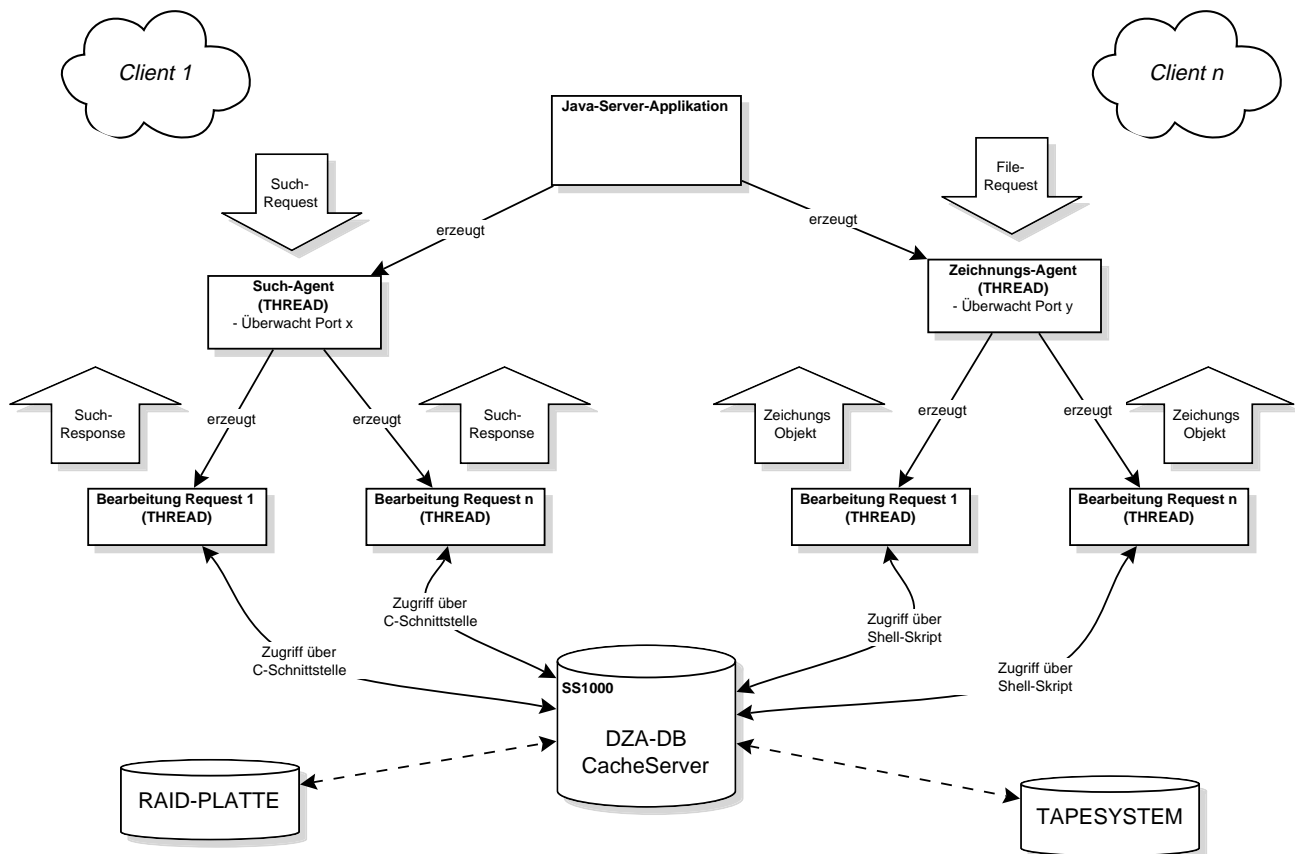 Client 1
Client n
Java-Server-Applikation
Such-
Request
File-
Request
erzeugt
erzeugt
Such-Agent
(THREAD)
- Überwacht Port x
Zeichnungs-Agent
(THREAD)
- Überwacht Port y
Such-
Response
erzeugt
erzeugt
Such-
Response
Zeichungs
Objekt
erzeugt
erzeugt
Zeichungs
Objekt
Bearbeitung Request 1
(THREAD)
Bearbeitung Request n
(THREAD)
Bearbeitung Request 1
(THREAD)
Bearbeitung Request n
(THREAD)
Zugriff über
C-Schnittstelle
Zugriff über
C-Schnittstelle
Zugriff über
Shell-Skript
Zugriff über
Shell-Skript
SS1000
DZA-DB
CacheServer
RAID-PLATTE
TAPESYSTEM